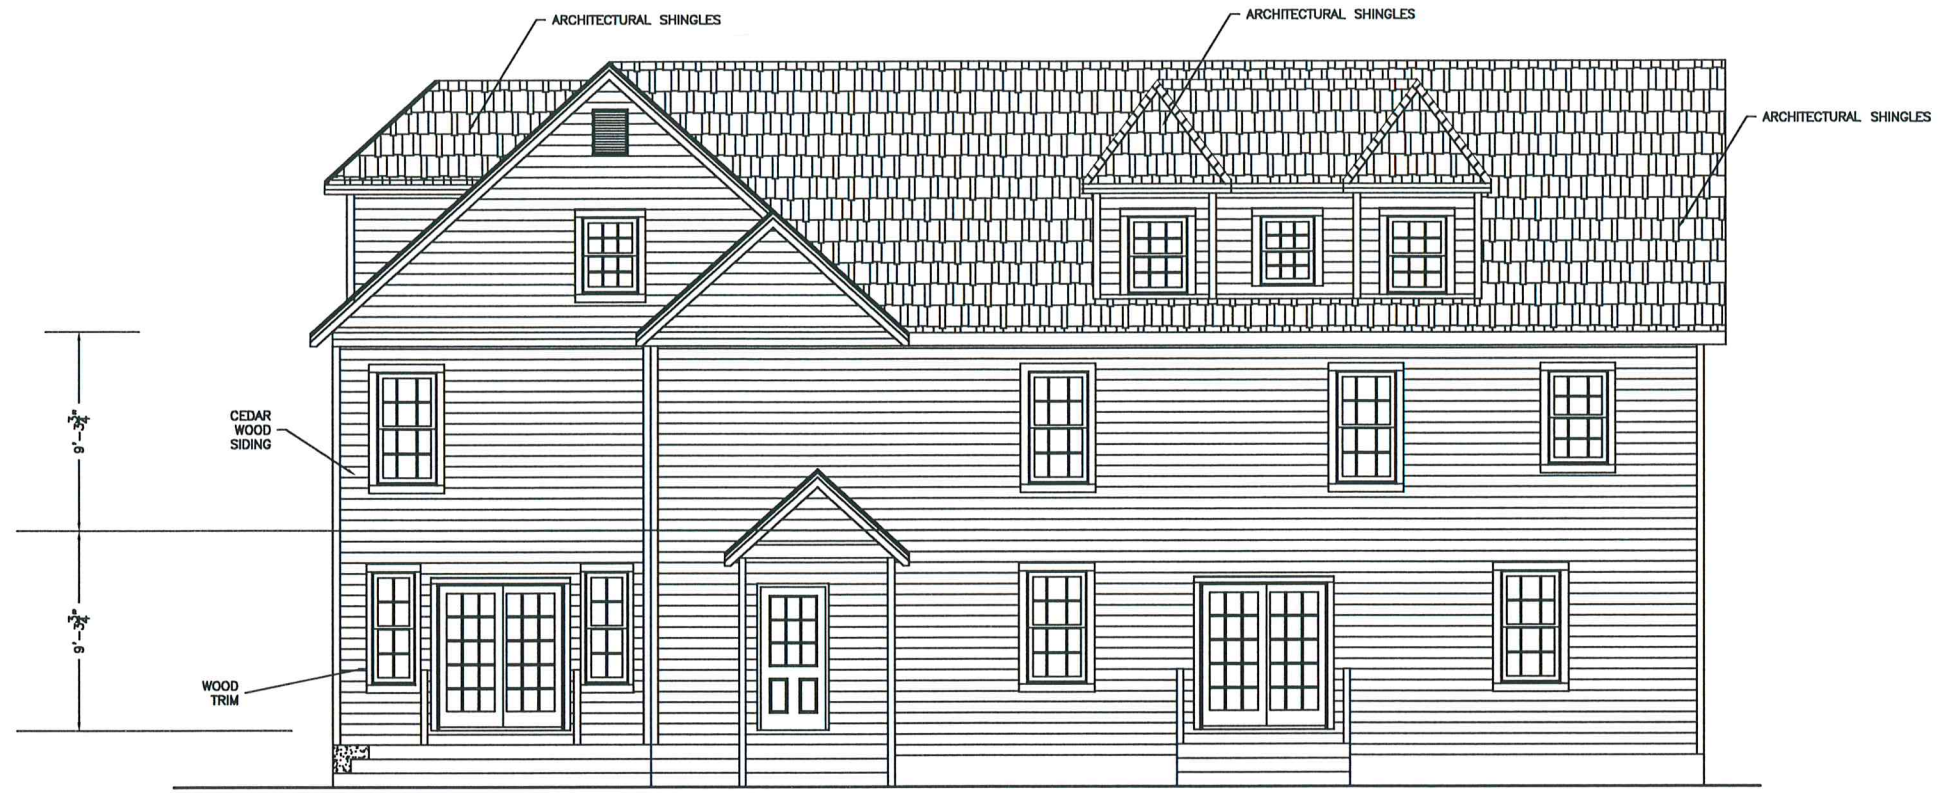 ARCHITECTURAL SHINGLES
ARCHITECTURAL SHINGLES
ARCHITECTURAL SHINGLES
9'-3¾"
CEDAR
WOOD
SIDING
9'-3¾"
WOOD
TRIM